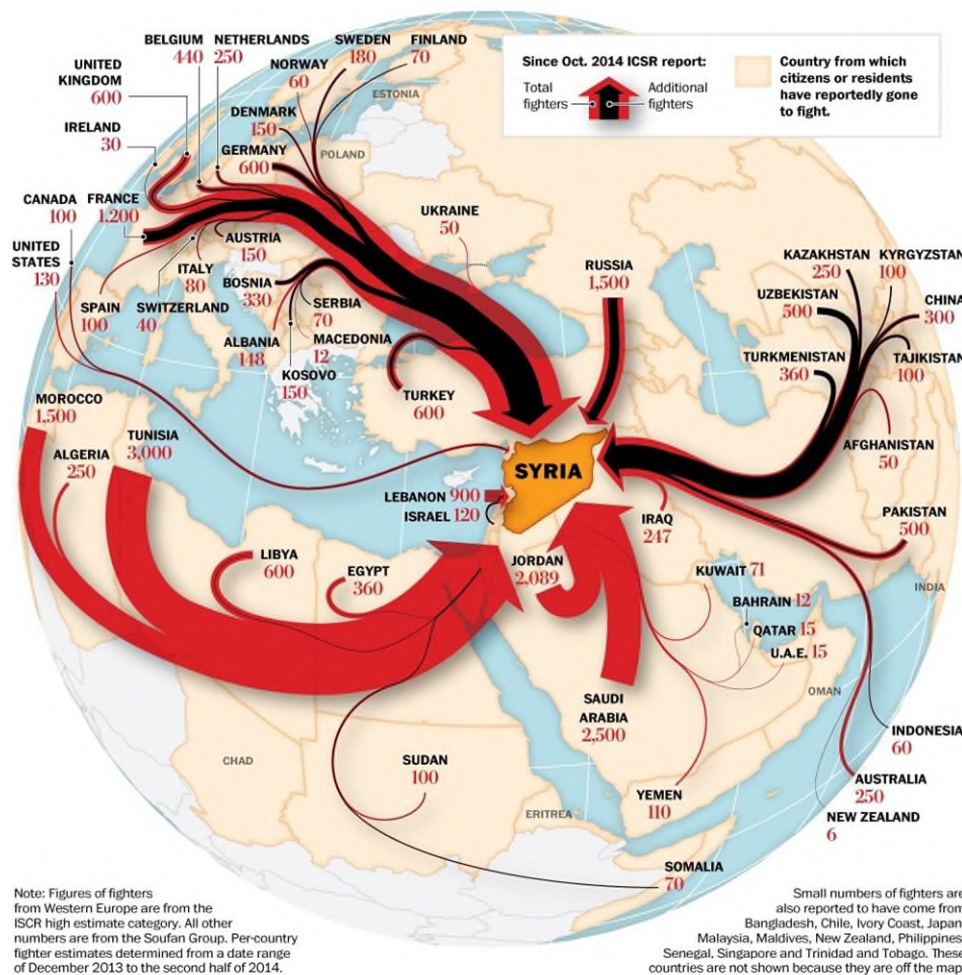 BELGIUM
440
NETHERLANDS
250
SWEDEN
180
FINLAND
70
UNITED
KINGDOM
600
NORWAY
60
IRELAND
30
DENMARK
150
ESTONIA
GERMANY
600
POLAND
CANADA
100
FRANCE
1,200
UNITED
STATES
130
AUSTRIA
150
ITALY
80
SPAIN
100
SWITZERLAND
40
BOSNIA
330
SERBIA
70
ALBANIA
148
MACEDONIA
12
KOSOVO
150
UKRAINE
50
Since Oct. 2014 ICSR report:
Total
fighters
Additional
fighters
Country from which
citizens or residents
have reportedly gone
to fight.
RUSSIA
1,500
KAZAKHSTAN
250
KYRGYZSTAN
100
UZBEKISTAN
500
CHINA
300
TURKMENISTAN
360
TAJIKISTAN
100
AFGHANISTAN
50
PAKISTAN
500
INDIA
MOROCCO
1,500
ALGERIA
250
TUNISIA
3,000
TURKEY
600
SYRIA
LEBANON 900
ISRAEL 120
IRAQ
247
JORDAN
2,089
LIBYA
600
EGYPT
360
KUWAIT 71
BAHRAIN 12
QATAR 15
U.A.E. 15
OMAN
SAUDI
ARABIA
2,500
INDONESIA
60
AUSTRALIA
250
NEW ZEALAND
6
CHAD
SUDAN
100
ERITREA
YEMEN
110
SOMALIA
70
Note: Figures of fighters
from Western Europe are from the
ISCR high estimate category. All other
numbers are from the Soufan Group. Per-country
fighter estimates determined from a date range
of December 2013 to the second half of 2014.
Small numbers of fighters are
also reported to have come from
Bangladesh, Chile, Ivory Coast, Japan
Malaysia, Maldives, New Zealand, Philippines
Senegal, Singapore and Trinidad and Tobago. These
countries are not shown because they are off the map